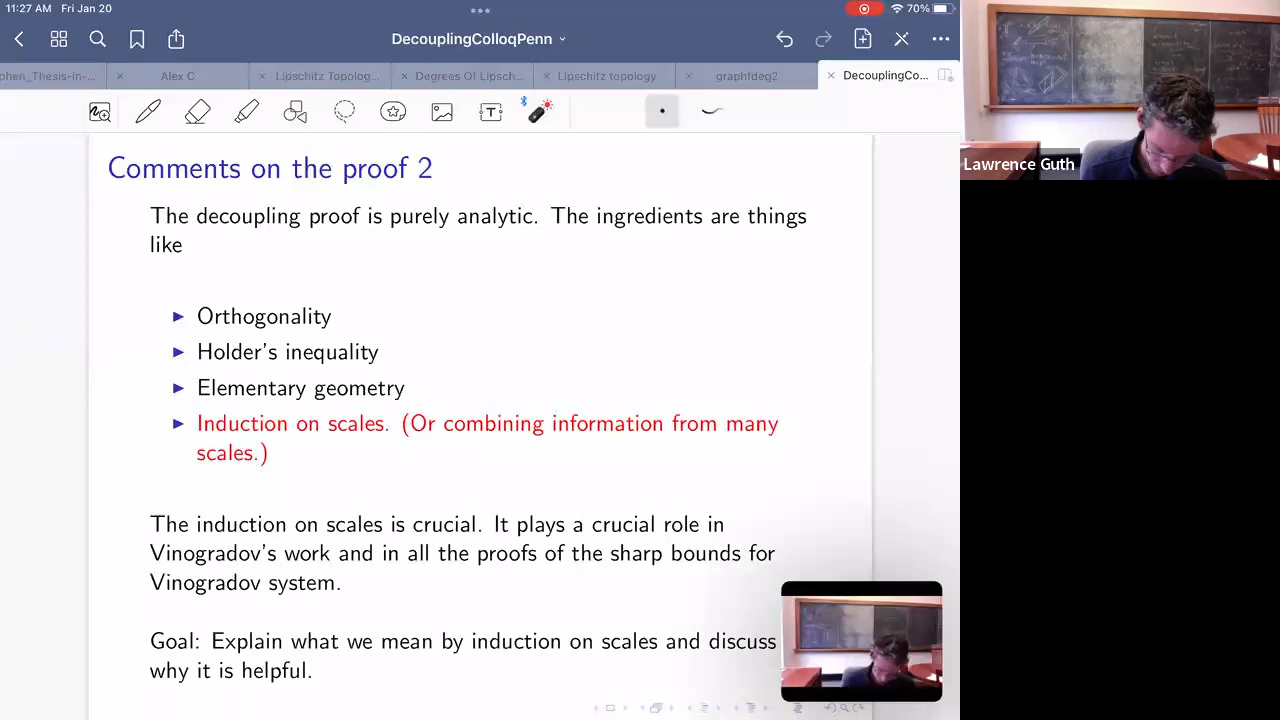 11:27 AM Fri Jan 20
70%
DecouplingColloqPenn
phen_Thesis-in-...
Alex C
Lipschitz Topolog...
Degrees Of Lipsch...
Lipschitz topology
graphfdeg2
DecouplingCo...
Comments on the proof 2
The decoupling proof is purely analytic. The ingredients are things
like
Orthogonality
Holder's inequality
Elementary geometry
Induction on scales. (Or combining information from many
scales.)
The induction on scales is crucial. It plays a crucial role in
Vinogradov's work and in all the proofs of the sharp bounds for
Vinogradov system.
Goal: Explain what we mean by induction on scales and discuss
why it is helpful.
Lawrence Guth